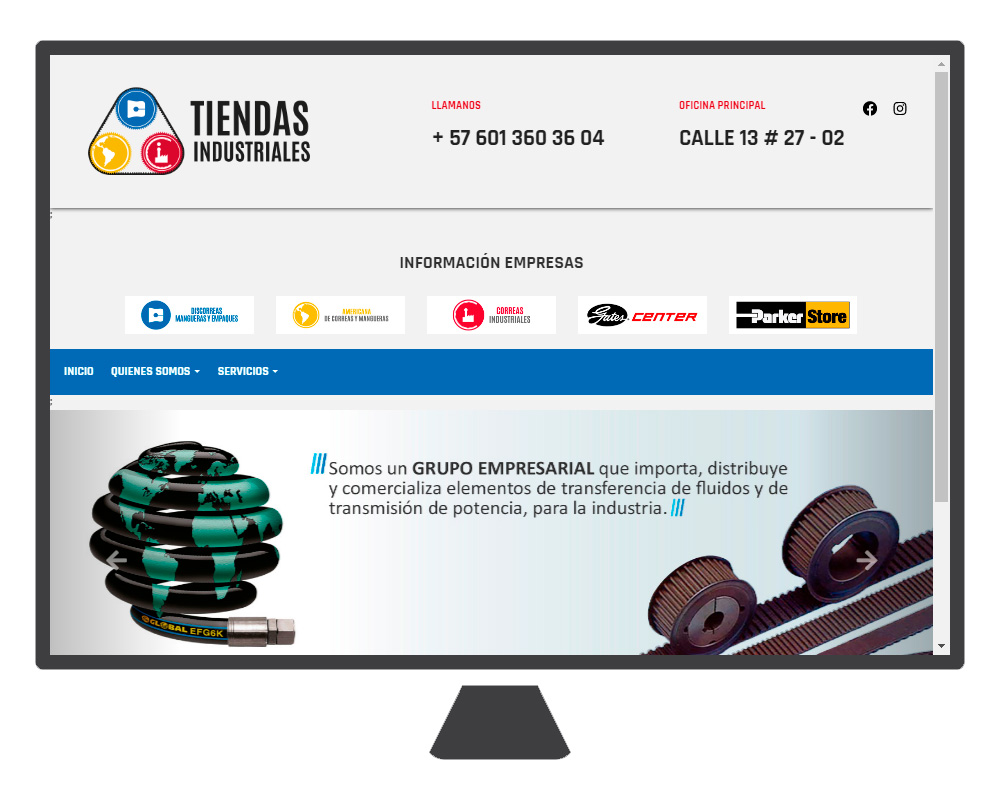 TIENDAS
INDUSTRIALES
LLAMANOS
+ 57 601 360 36 04
OFICINA PRINCIPAL
CALLE 13 # 27 - 02
;
INFORMACIÓN EMPRESAS
DISCORREAS
MANGUERAS Y EMPAQUES
AMERICANA
DE CORREAS Y MANGUERAS
CORREAS
INDUSTRIALES
Gates CENTER
Parker Store
INICIO QUIENES SOMOS SERVICIOS
;
Somos un GRUPO EMPRESARIAL que importa, distribuye
y comercializa elementos de transferencia de fluidos y de
transmisión de potencia, para la industria.
GLOBAL EFG6K